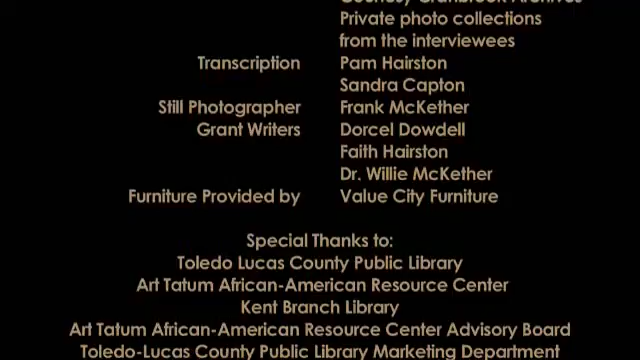 Courtesy Cranbrook Archives
Private photo collections
from the interviewees
Transcription Pam Hairston
Sandra Capton
Still Photographer Frank McKether
Grant Writers Dorcel Dowdell
Faith Hairston
Dr. Willie McKether
Furniture Provided by Value City Furniture
Special Thanks to:
Toledo Lucas County Public Library
Art Tatum African-American Resource Center
Kent Branch Library
Art Tatum African-American Resource Center Advisory Board
Toledo-Lucas County Public Library Marketing Department